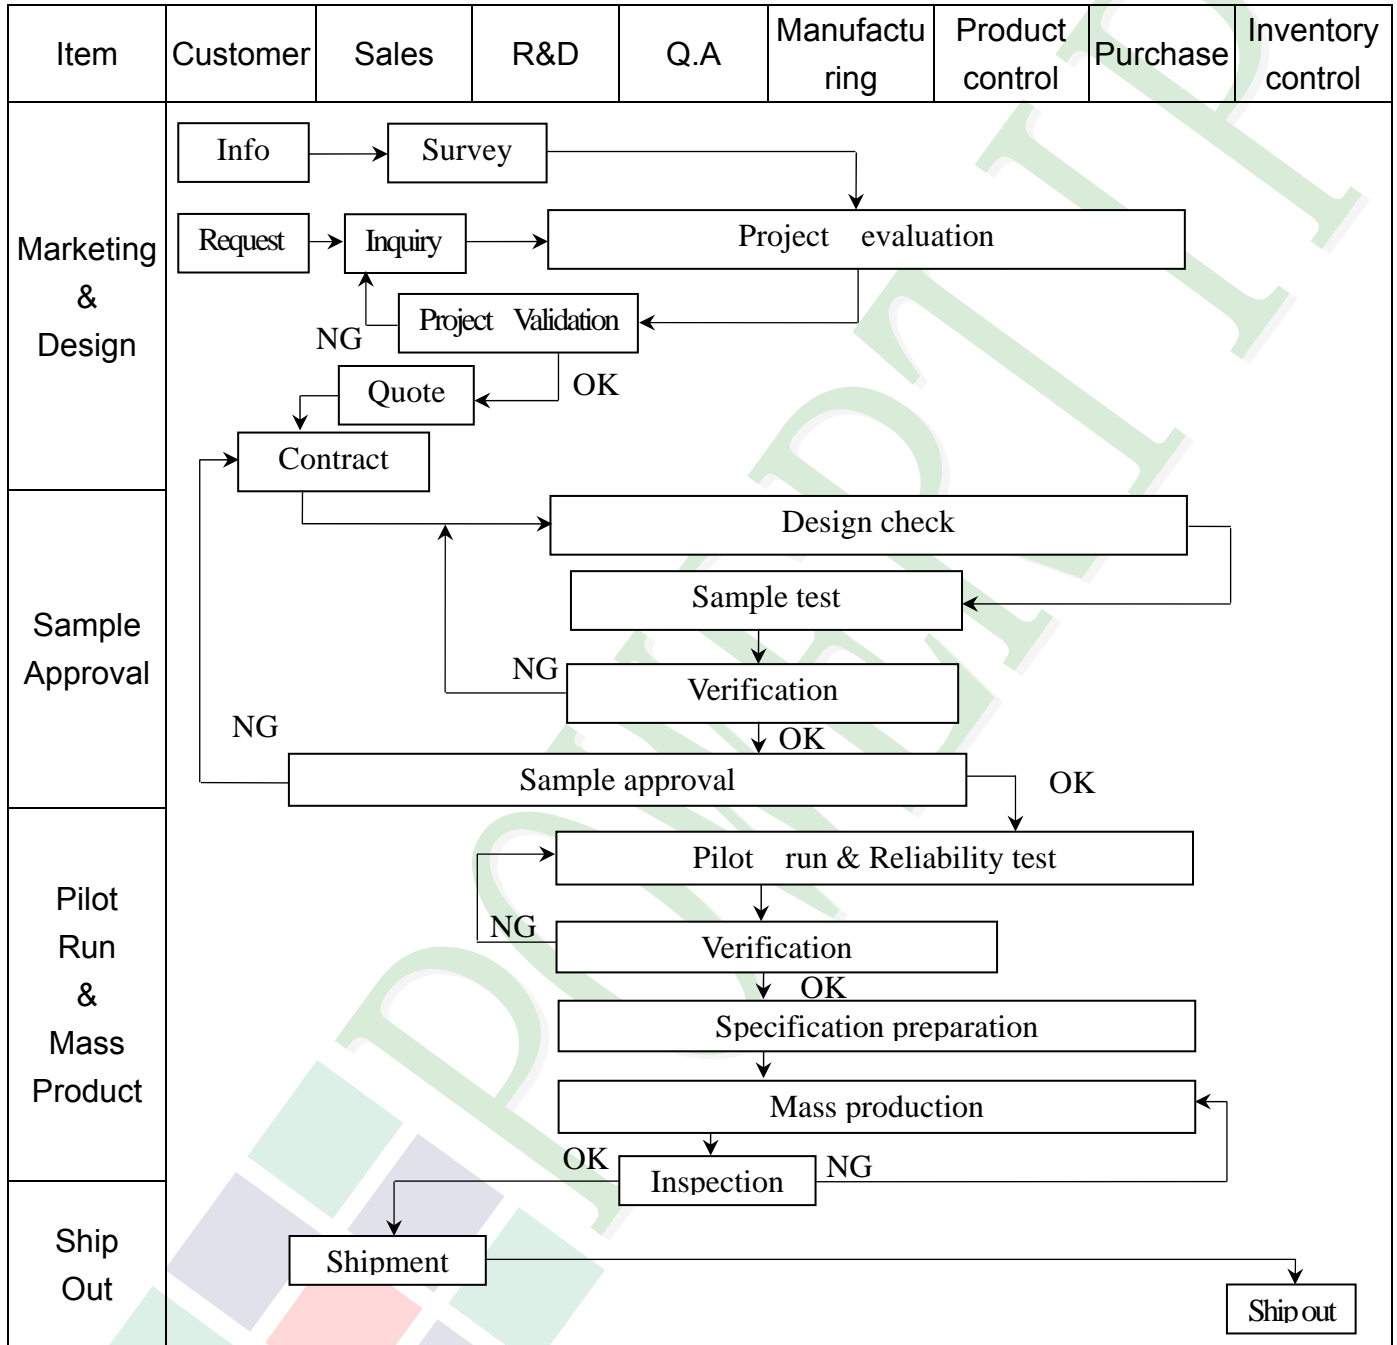 Item
Customer
Sales
R&D
Q.A
Manufactu
ring
Product
control
Purchase
Inventory
control
Marketing
&
Design
Info
Survey
Request
Inquiry
Project evaluation
NG
Project Validation
Quote
OK
Contract
Sample
Approval
Design check
Sample test
NG
Verification
NG
OK
Sample approval
OK
Pilot
Run
&
Mass
Product
Pilot run & Reliability test
NG
Verification
OK
Specification preparation
Mass production
OK
Inspection
NG
Ship
Out
Shipment
Ship out
POWERTIP